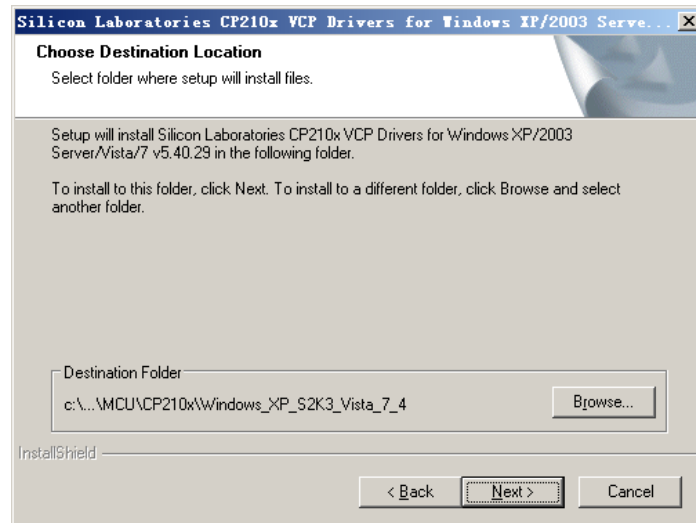 Silicon Laboratories CP210x VCP Drivers for Windows XP/2003 Serve...
Choose Destination Location
Select folder where setup will install files.
Setup will install Silicon Laboratories CP210x VCP Drivers for Windows XP/2003
Server/Vista/7 v5.40.29 in the following folder.
To install to this folder, click Next. To install to a different folder, click Browse and select
another folder.
Destination Folder
c:\...\MCU\CP210x\Windows_XP_S2K3_Vista_7_4
Browse...
InstallShield
< Back
Next >
Cancel